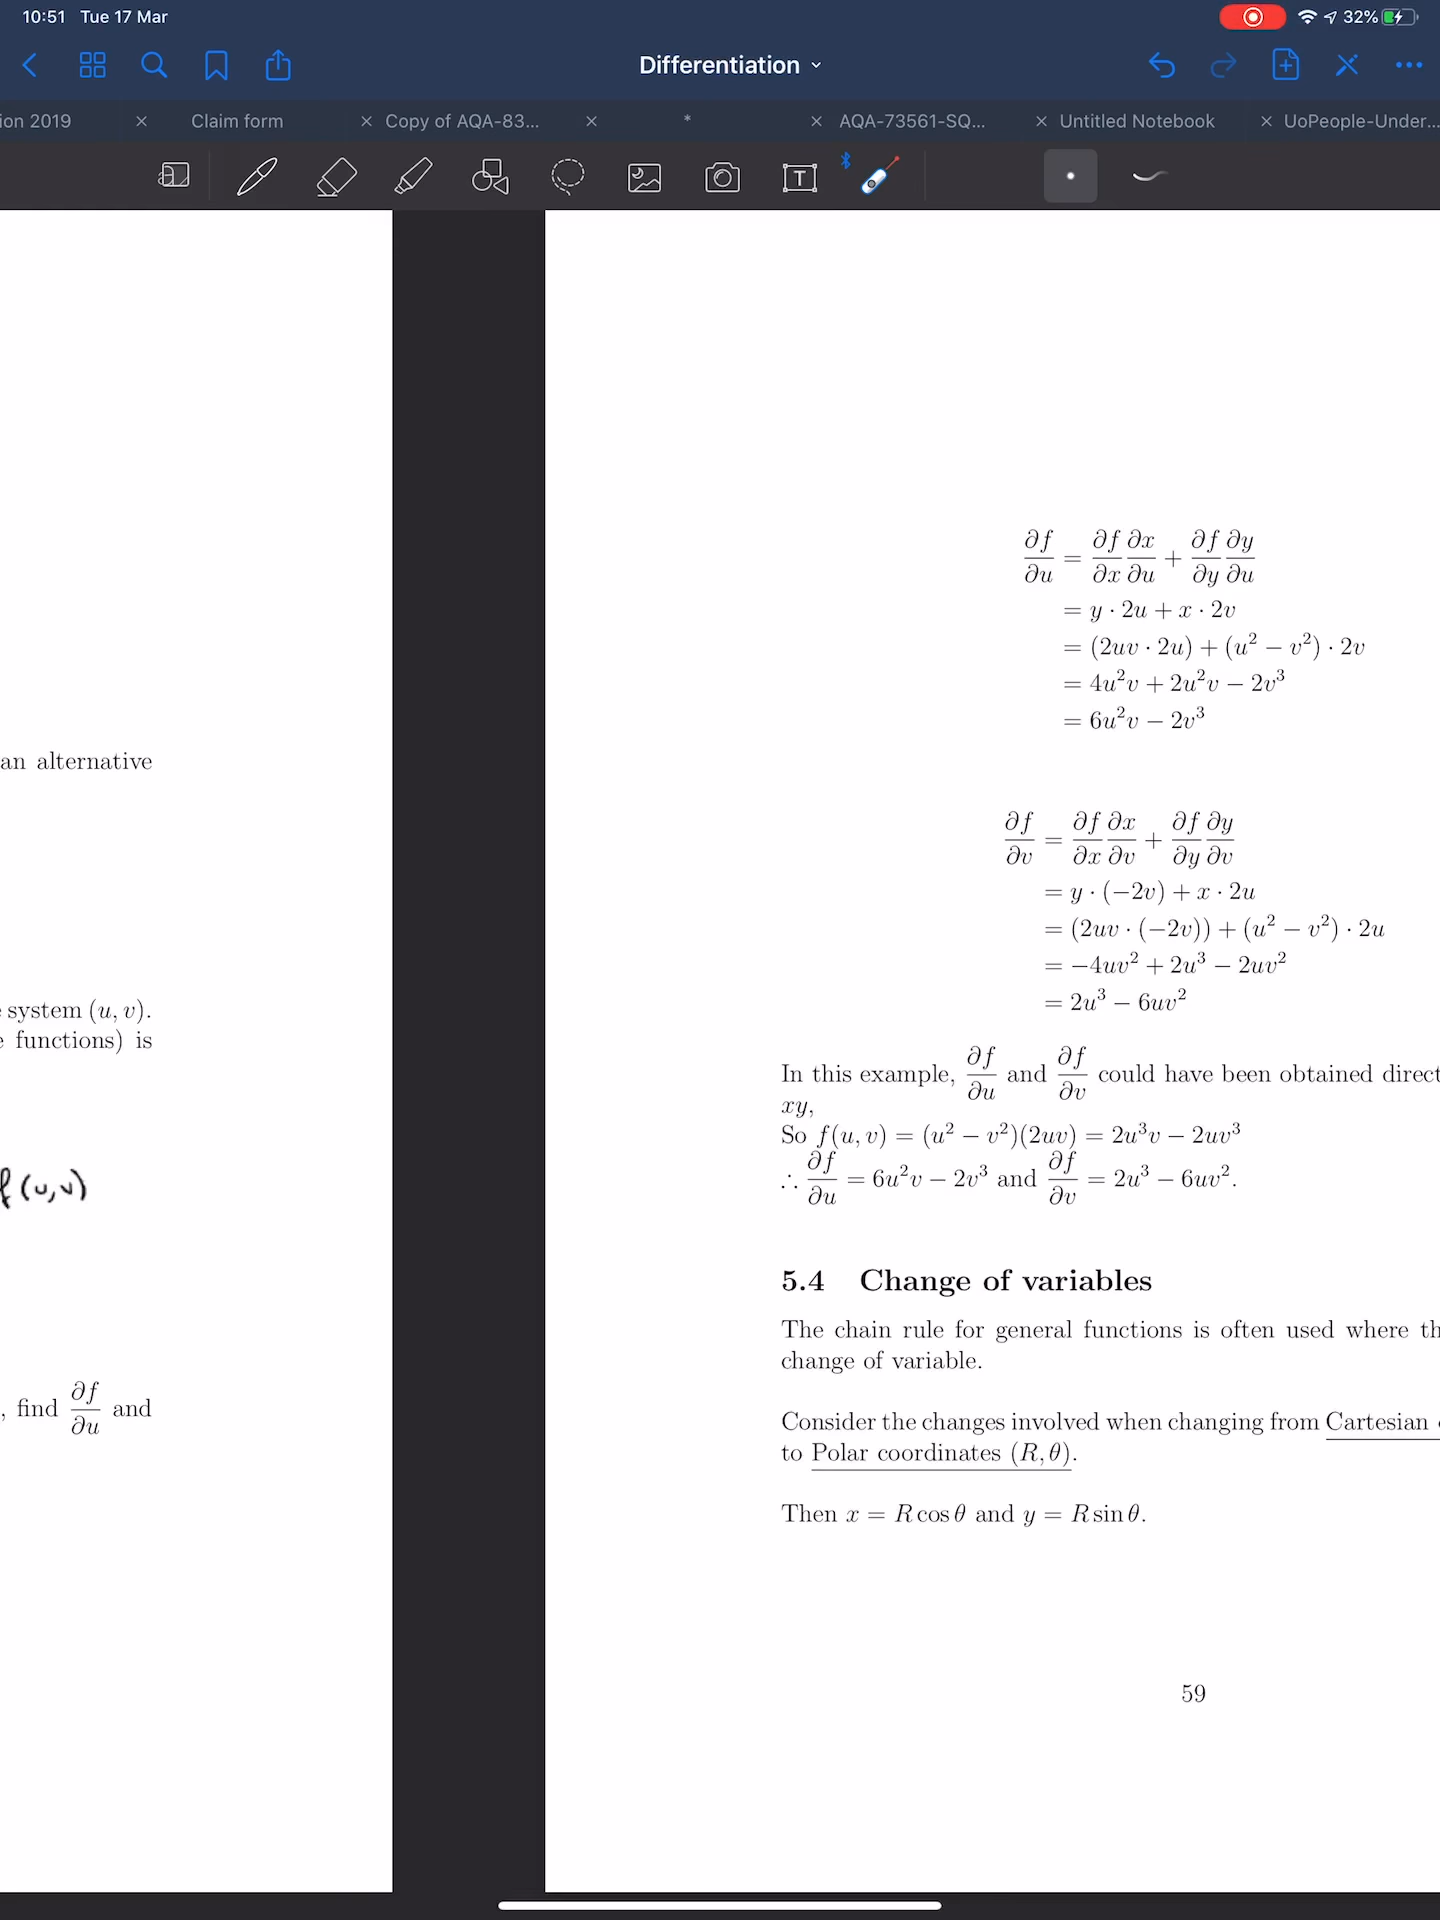 10:51 Tue 17 Mar
32%
Differentiation
ion 2019
Claim form
Copy of AQA-83...
*
AQA-73561-SQ...
Untitled Notebook
UoPeople-Under...
T
an alternative
system (u, v).
functions) is
f(u,v)
, find ∂f/∂u and
∂f/∂u = ∂f/∂x ∂x/∂u + ∂f/∂y ∂y/∂u
= y · 2u + x · 2v
= (2uv · 2u) + (u² − v²) · 2v
= 4u²v + 2u²v − 2v³
= 6u²v − 2v³
∂f/∂v = ∂f/∂x ∂x/∂v + ∂f/∂y ∂y/∂v
= y · (−2v) + x · 2u
= (2uv · (−2v)) + (u² − v²) · 2u
= −4uv² + 2u³ − 2uv²
= 2u³ − 6uv²
In this example, ∂f/∂u and ∂f/∂v could have been obtained direct
xy,
So f(u, v) = (u² − v²)(2uv) = 2u³v − 2uv³
∴ ∂f/∂u = 6u²v − 2v³ and ∂f/∂v = 2u³ − 6uv².
5.4 Change of variables
The chain rule for general functions is often used where th
change of variable.
Consider the changes involved when changing from Cartesian
to Polar coordinates (R, θ).
Then x = R cos θ and y = R sin θ.
59